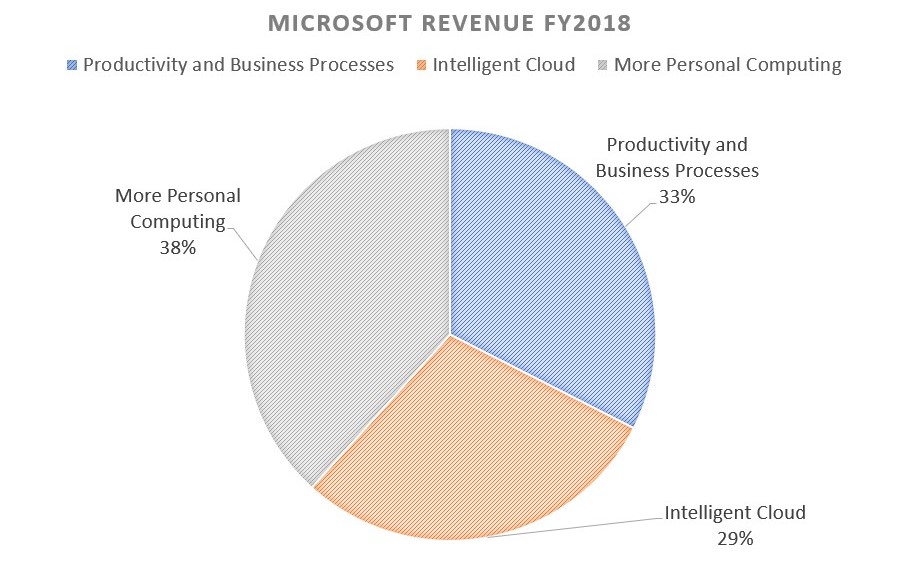 MICROSOFT REVENUE FY2018
Productivity and Business Processes Intelligent Cloud More Personal Computing
Productivity and
Business Processes
33%
More Personal
Computing
38%
Intelligent Cloud
29%